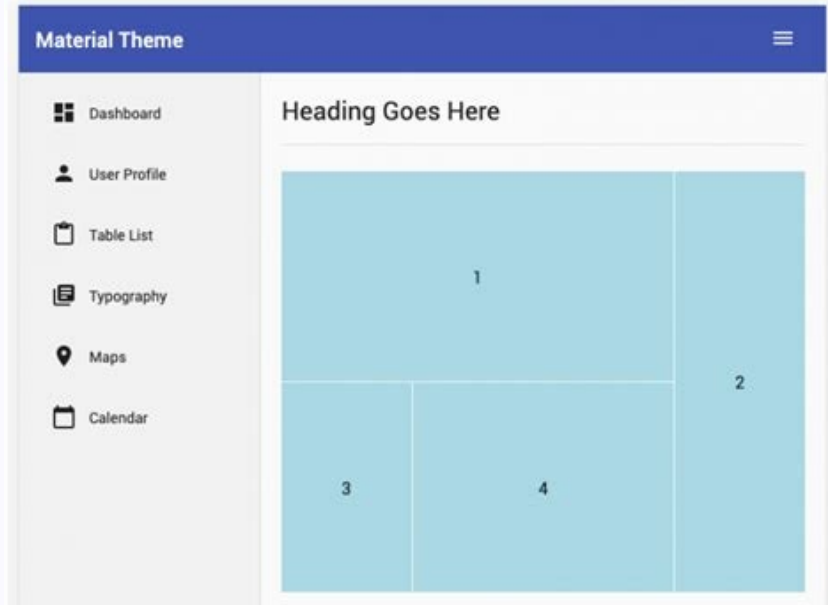 Material Theme
Dashboard
User Profile
Table List
Typography
Maps
Calendar
Heading Goes Here
1
2
3
4